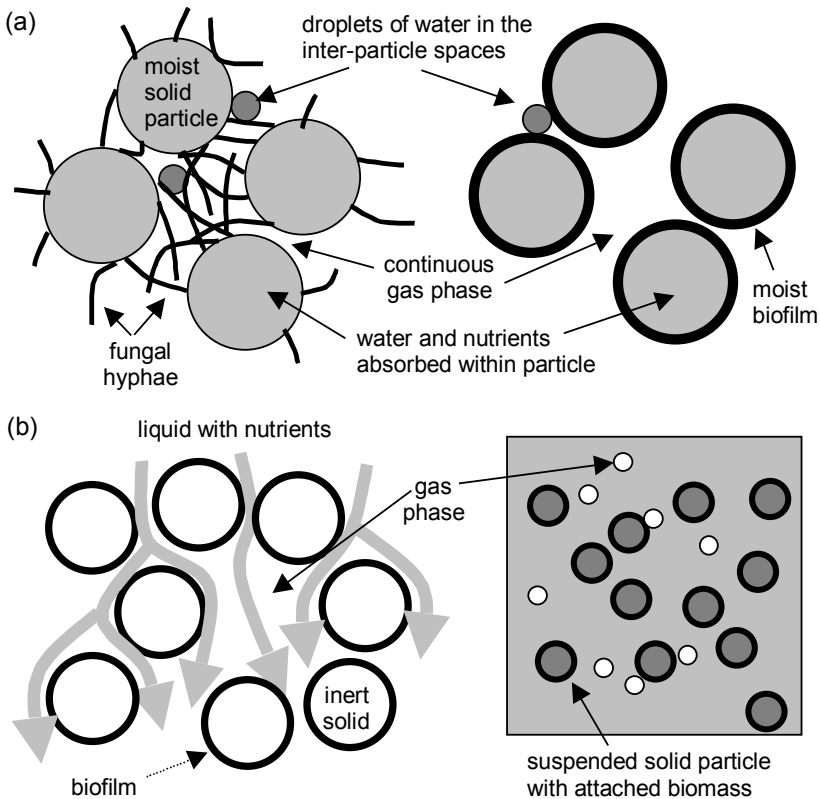 (a)
droplets of water in the
inter-particle spaces
moist
solid
particle
continuous
gas phase
moist
biofilm
fungal
hyphae
water and nutrients
absorbed within particle
(b)
liquid with nutrients
gas
phase
inert
solid
biofilm
suspended solid particle
with attached biomass